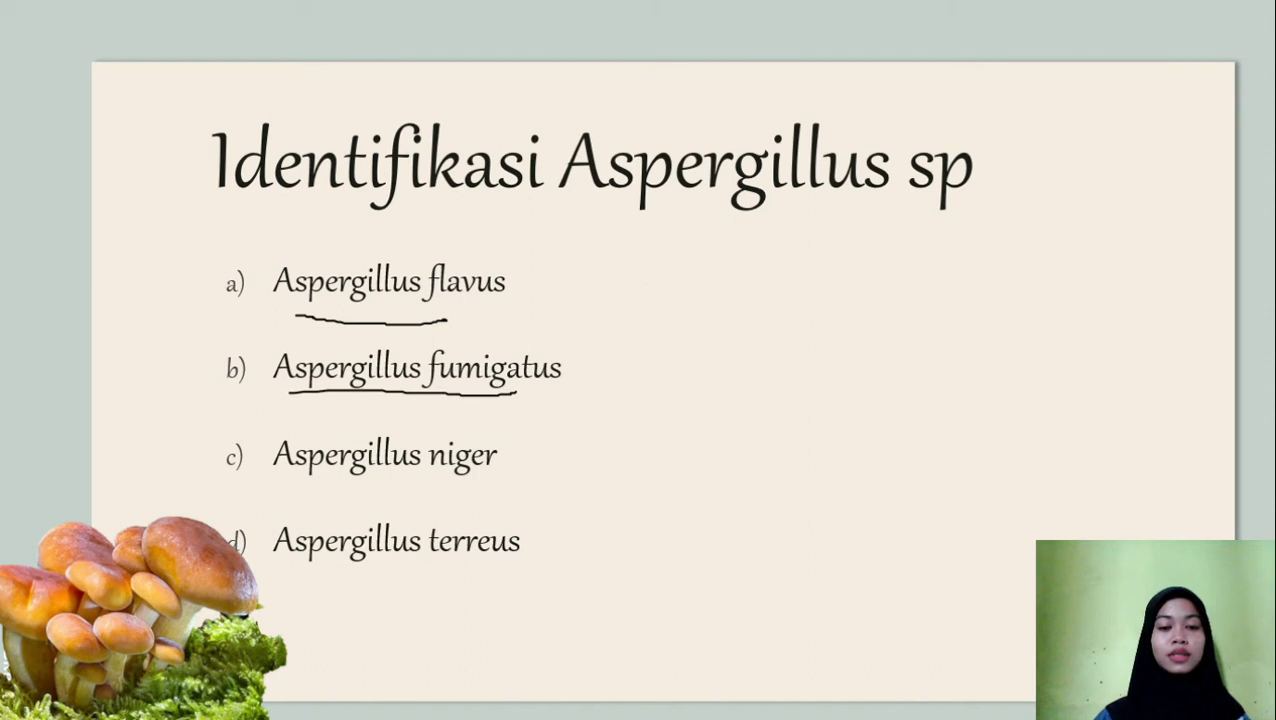 Identifikasi Aspergillus sp
a) Aspergillus flavus
b) Aspergillus fumigatus
c) Aspergillus niger
d) Aspergillus terreus